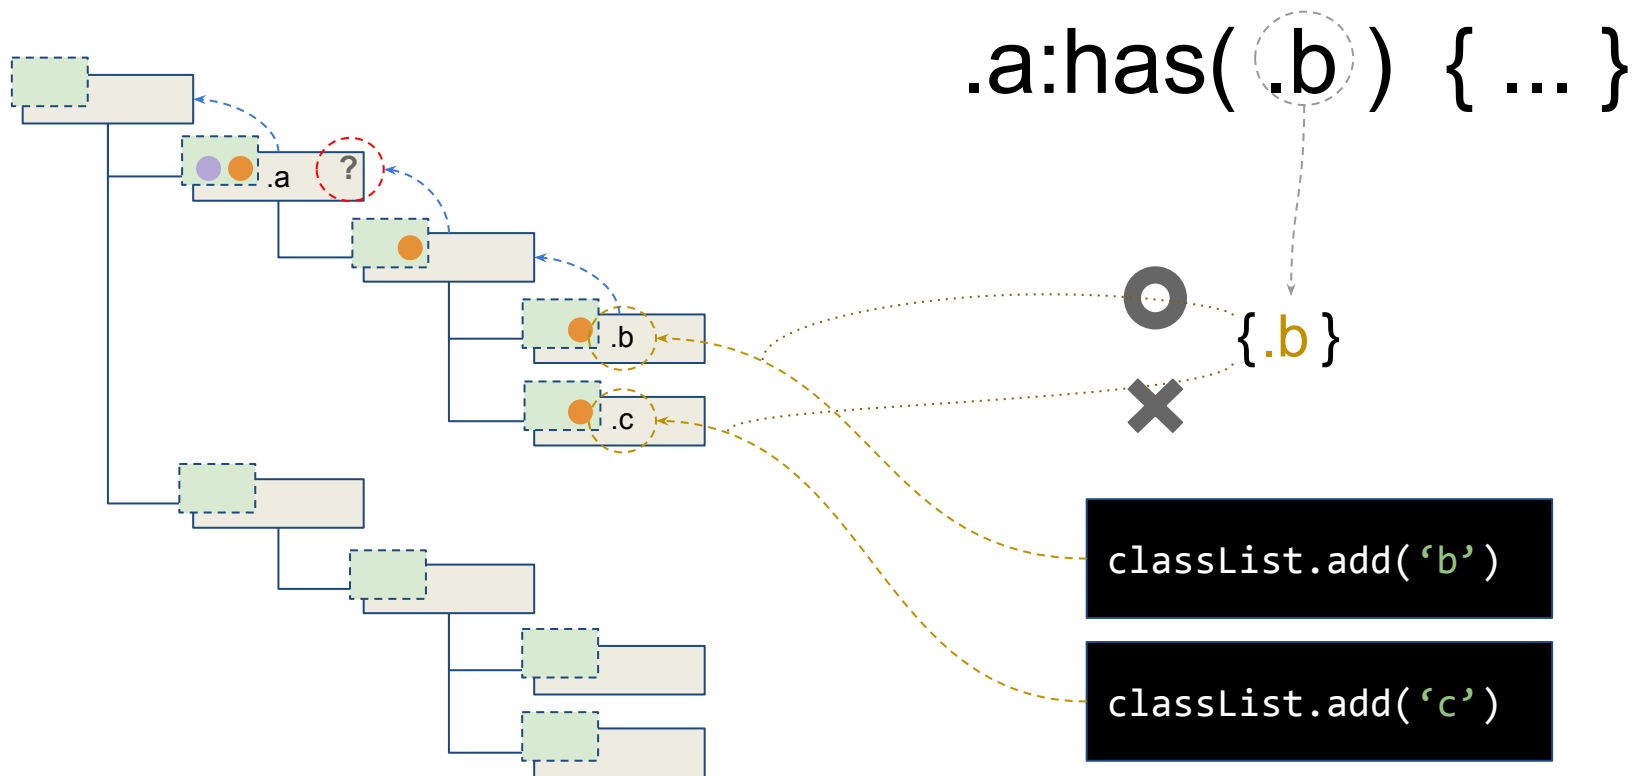 .a:has( .b ) { ... }
.a ?
.b
{.b}
.c
classList.add(‘b’)
classList.add(‘c’)